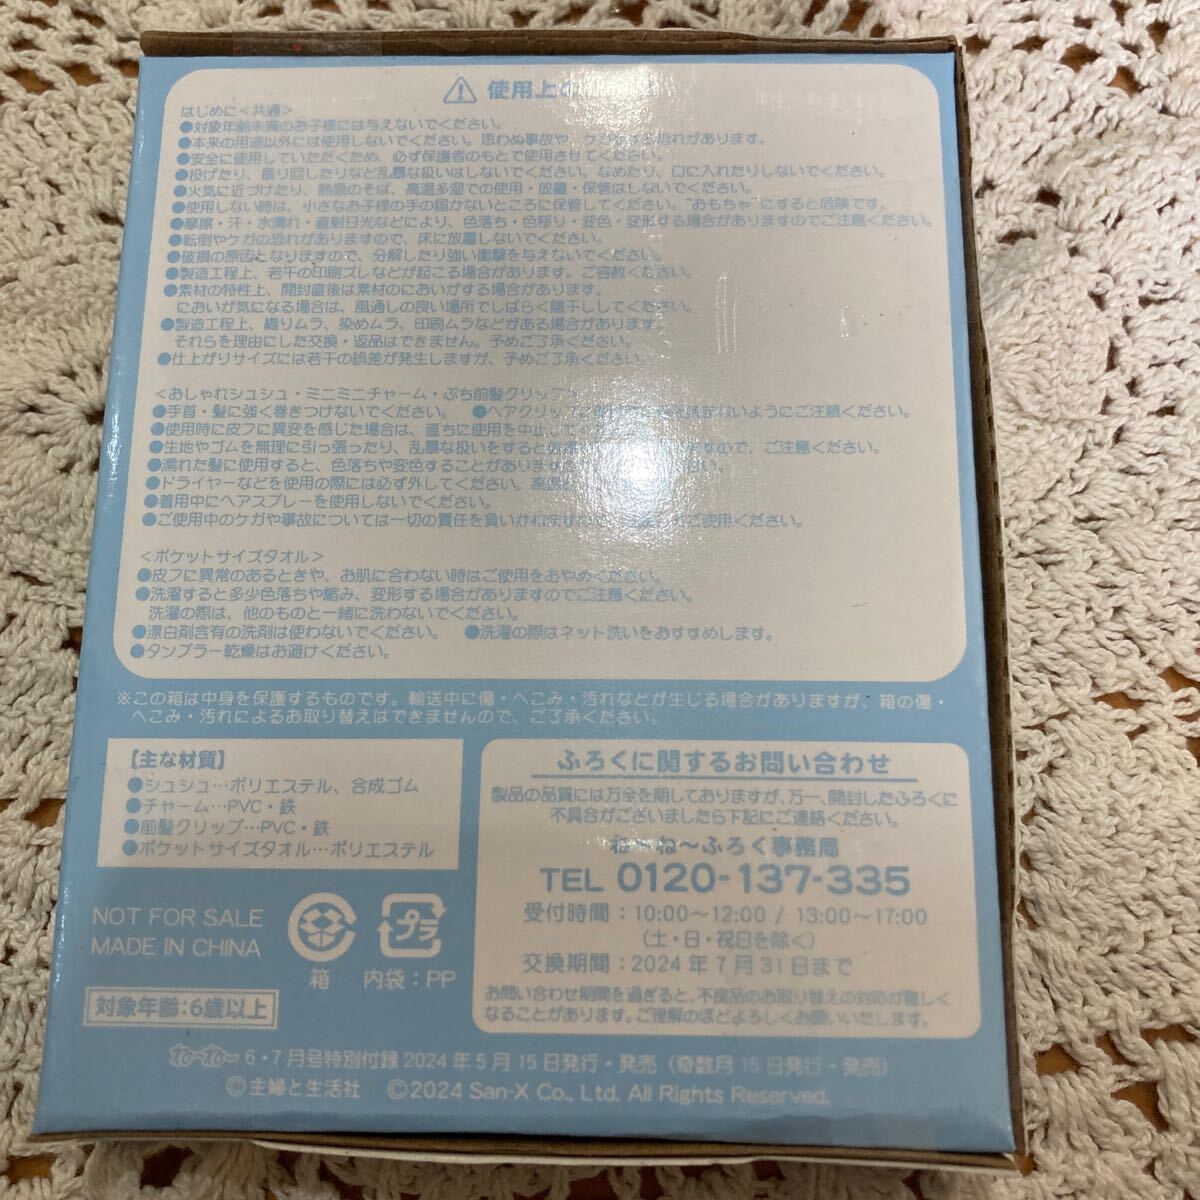 使用上
はじめに<共通>
●対象年齢未満のお子様には与えないでください。
●本来の用途以外には使用しないでください。思わぬ事故や、ケガをする恐れがあります。
●安全に使用していただくため、必ず保護者のもとで使用させてください。
●投げたり、振り回したりなど乱暴な扱いはしないでください。なめたり、口に入れたりしないでください。
●火気に近づけたり、熱源のそば、高温多湿での使用・放置・保管はしないでください。
●使用しない時は、小さなお子様の手の届かないところに保管してください。"おもちゃ"にすると危険です。
●摩擦・汗・水濡れ・直射日光などにより、色落ち・色移り・変色・変形する場合がありますのでご注意ください。
●転倒やケガの恐れがありますので、床に放置しないでください。
●破損の原因となりますので、分解したり強い衝撃を与えないでください。
●製造工程上、若干の印刷ズレなどが起こる場合があります。ご容赦ください。
●素材の特性上、開封直後は素材のにおいがする場合があります。
においが気になる場合は、風通しの良い場所でしばらく陰干ししてください。
●製造工程上、織りムラ、染めムラ、印刷ムラなどがある場合があります。
それらを理由にした交換・返品はできません。予めご了承ください。
●仕上がりサイズには若干の誤差が発生しますが、予めご了承ください。
<おしゃれシュシュ・ミニミニチャーム・ぷち前髪クリップ>
●手首・髪に強く巻きつけないでください。 ●ヘアクリップに ないようにご注意ください。
●使用時に皮フに異変を感じた場合は、直ちに使用を中止して
●生地やゴムを無理に引っ張ったり、乱暴な扱いをすると ますので、ご注意ください。
●濡れた髪に使用すると、色落ちや変色することがあります ください。
●ドライヤーなどを使用の際には必ず外してください。高温
●着用中にヘアスプレーを使用しないでください。
●ご使用中のケガや事故については一切の責任を負いかねます ご使用ください。
<ポケットサイズタオル>
●皮フに異常のあるときや、お肌に合わない時はご使用をおやめください。
●洗濯すると多少色落ちや縮み、変形する場合がありますのでご注意ください。
洗濯の際は、他のものと一緒に洗わないでください。
●漂白剤含有の洗剤は使わないでください。 ●洗濯の際はネット洗いをおすすめします。
●タンブラー乾燥はお避けください。
※この箱は中身を保護するものです。輸送中に傷・へこみ・汚れなどが生じる場合がありますが、箱の傷・
へこみ・汚れによるお取り替えはできませんので、ご了承ください。
【主な材質】
●シュシュ…ポリエステル、合成ゴム
●チャーム…PVC・鉄
●前髪クリップ…PVC・鉄
●ポケットサイズタオル…ポリエステル
NOT FOR SALE
MADE IN CHINA
箱
プラ
内袋：PP
対象年齢：6歳以上
ふろくに関するお問い合わせ
製品の品質には万全を期しておりますが、万一、開封したふろくに
不具合がございましたら下記にご連絡ください。
ね〜ね〜ふろく事務局
TEL 0120-137-335
受付時間：10:00〜12:00 / 13:00〜17:00
(土・日・祝日を除く)
交換期間：2024年7月31日まで
お問い合わせ期間を過ぎると、不良品のお取り替えの対応が難しく
なることがあります。ご理解のほどよろしくお願いいたします。
ね〜ね〜 6・7月号特別付録 2024年5月15日発行・発売（奇数月15日発行・発売）
©主婦と生活社 ©2024 San-X Co., Ltd. All Rights Reserved.